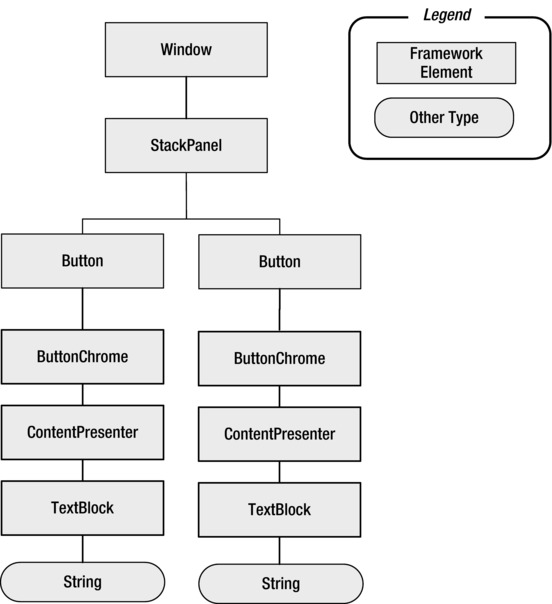 Legend
Window
Framework
Element
Other Type
StackPanel
Button
Button
ButtonChrome
ButtonChrome
ContentPresenter
ContentPresenter
TextBlock
TextBlock
String
String